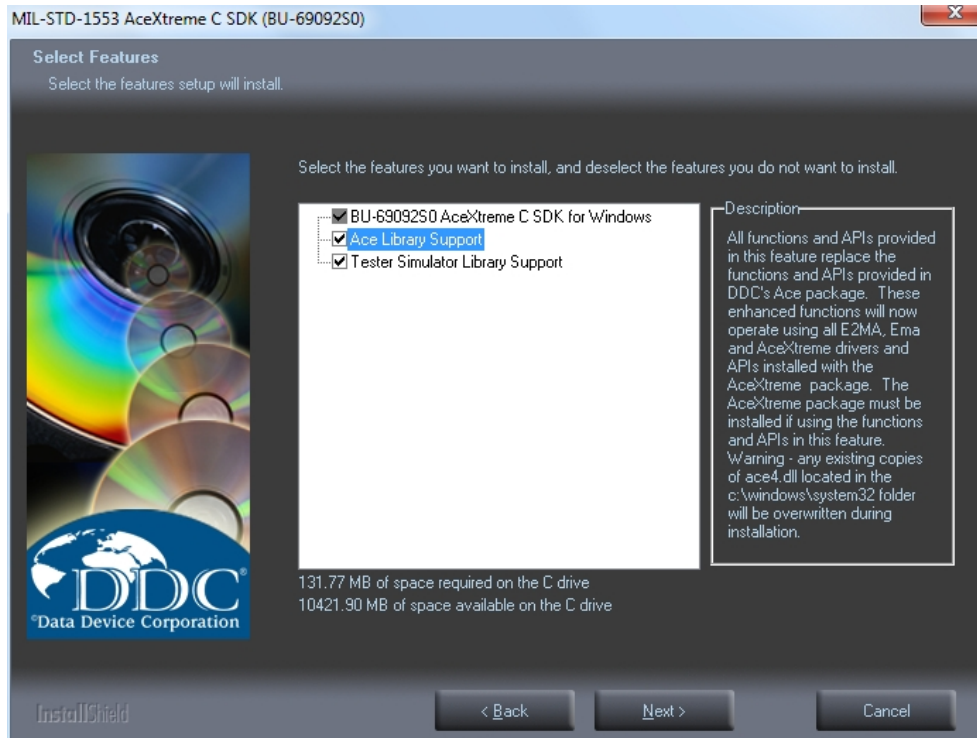 MIL-STD-1553 AceXtreme C SDK (BU-69092S0)
Select Features
Select the features setup will install.
Select the features you want to install, and deselect the features you do not want to install.
BU-69092S0 AceXtreme C SDK for Windows
Ace Library Support
Tester Simulator Library Support
Description
All functions and APIs provided
in this feature replace the
functions and APIs provided in
DDC's Ace package. These
enhanced functions will now
operate using all E2MA, Ema
and AceXtreme drivers and
APIs installed with the
AceXtreme package. The
AceXtreme package must be
installed if using the functions
and APIs in this feature.
Warning - any existing copies
of ace4.dll located in the
c:\windows\system32 folder
will be overwritten during
installation.
131.77 MB of space required on the C drive
10421.90 MB of space available on the C drive
DDC®
©Data Device Corporation
InstallShield
< Back
Next >
Cancel